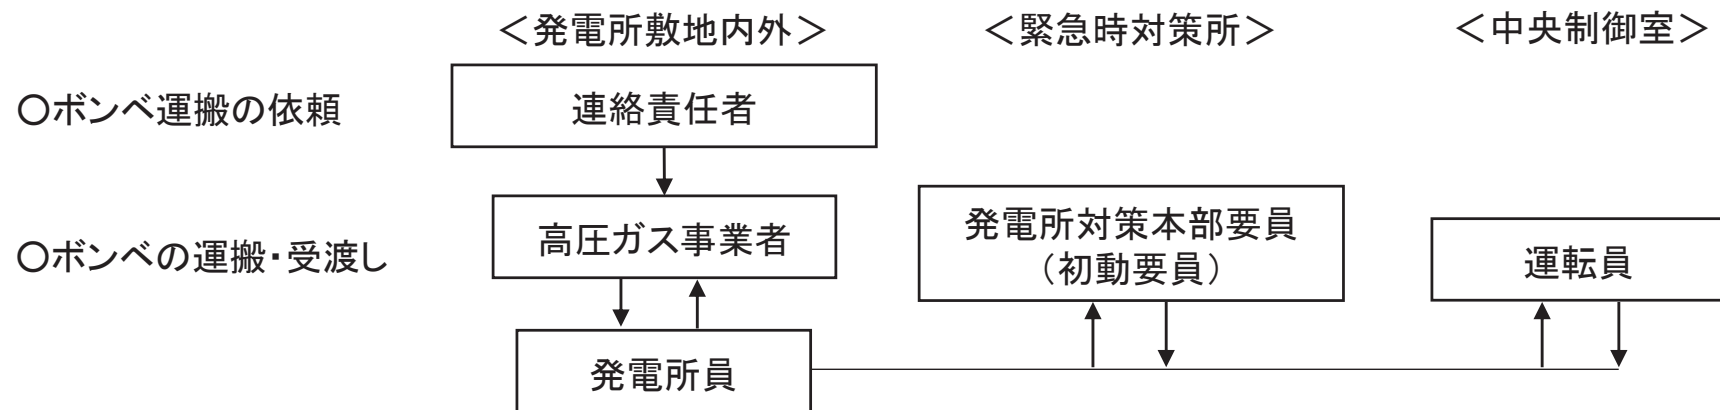 ＜発電所敷地内外＞
＜緊急時対策所＞
＜中央制御室＞
○ボンベ運搬の依頼
連絡責任者
○ボンベの運搬・受渡し
高圧ガス事業者
発電所対策本部要員
（初動要員）
運転員
発電所員